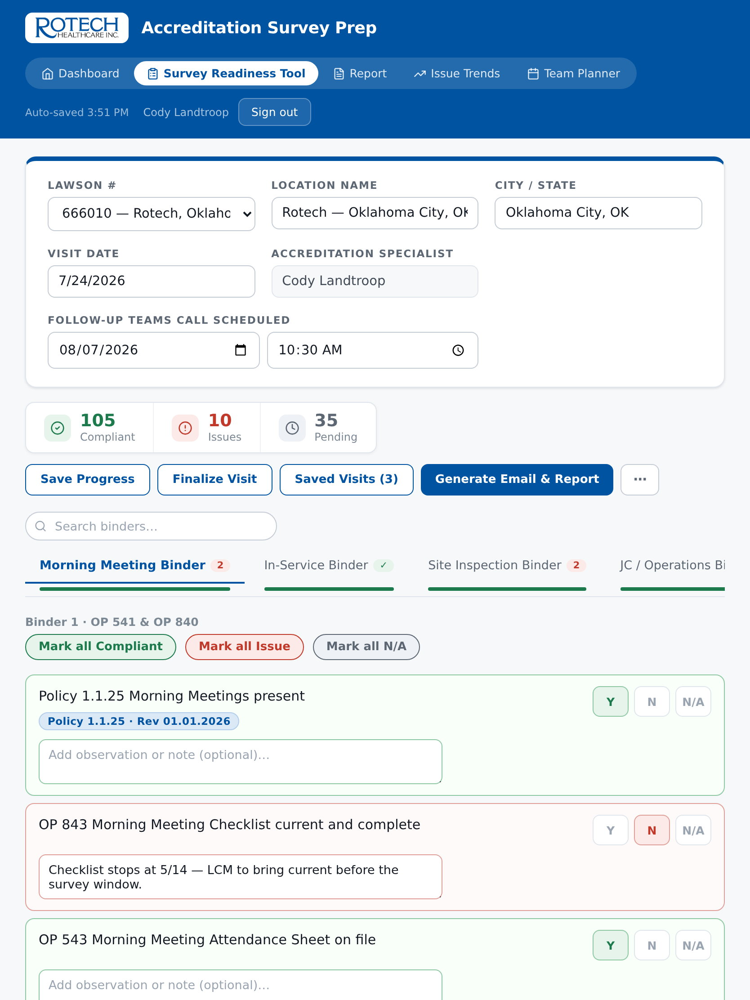 ROTECH
HEALTHCARE INC.
Accreditation Survey Prep
Dashboard
Survey Readiness Tool
Report
Issue Trends
Team Planner
Auto-saved 3:51 PM
Cody Landtroop
Sign out
LAWSON #
LOCATION NAME
CITY / STATE
666010 — Rotech, Oklaho
Rotech — Oklahoma City, OK
Oklahoma City, OK
VISIT DATE
ACCREDITATION SPECIALIST
7/24/2026
Cody Landtroop
FOLLOW-UP TEAMS CALL SCHEDULED
08/07/2026
10:30 AM
105
Compliant
10
Issues
35
Pending
Save Progress
Finalize Visit
Saved Visits (3)
Generate Email & Report
···
Search binders...
Morning Meeting Binder 2
In-Service Binder ✓
Site Inspection Binder 2
JC / Operations Bi
Binder 1 · OP 541 & OP 840
Mark all Compliant
Mark all Issue
Mark all N/A
Policy 1.1.25 Morning Meetings present
Y
N
N/A
Policy 1.1.25 · Rev 01.01.2026
Add observation or note (optional)...
OP 843 Morning Meeting Checklist current and complete
Y
N
N/A
Checklist stops at 5/14 — LCM to bring current before the
survey window.
OP 543 Morning Meeting Attendance Sheet on file
Y
N
N/A
Add observation or note (optional)...